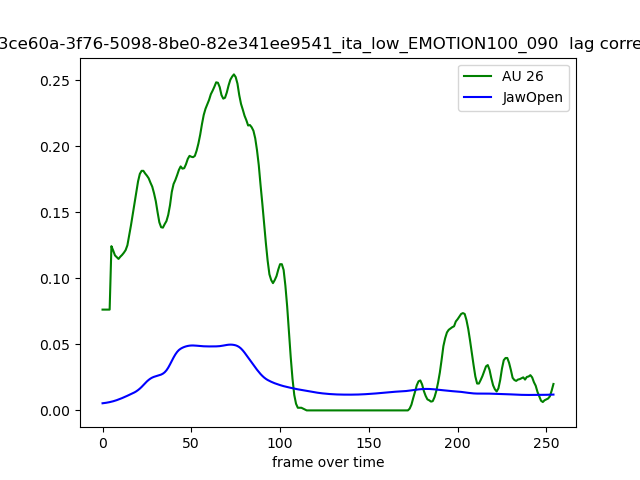 3ce60a-3f76-5098-8be0-82e341ee9541_ita_low_EMOTION100_090  lag corre
AU 26
JawOpen
0.25
0.20
0.15
0.10
0.05
0.00
0 50 100 150 200 250
frame over time